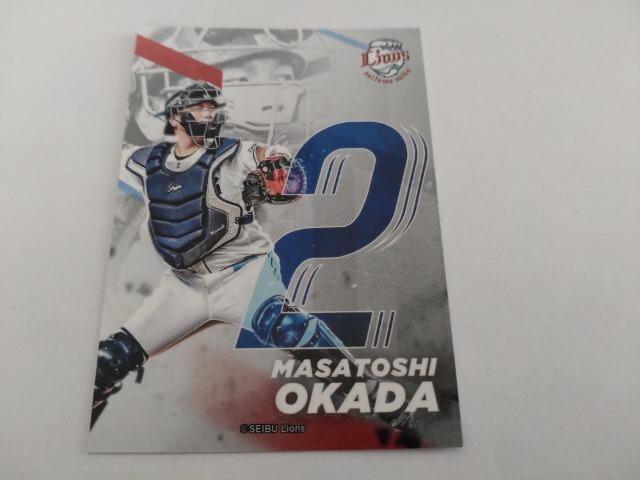 Lions
Saitama Seibu
2
MASATOSHI
OKADA
©SEIBU Lions